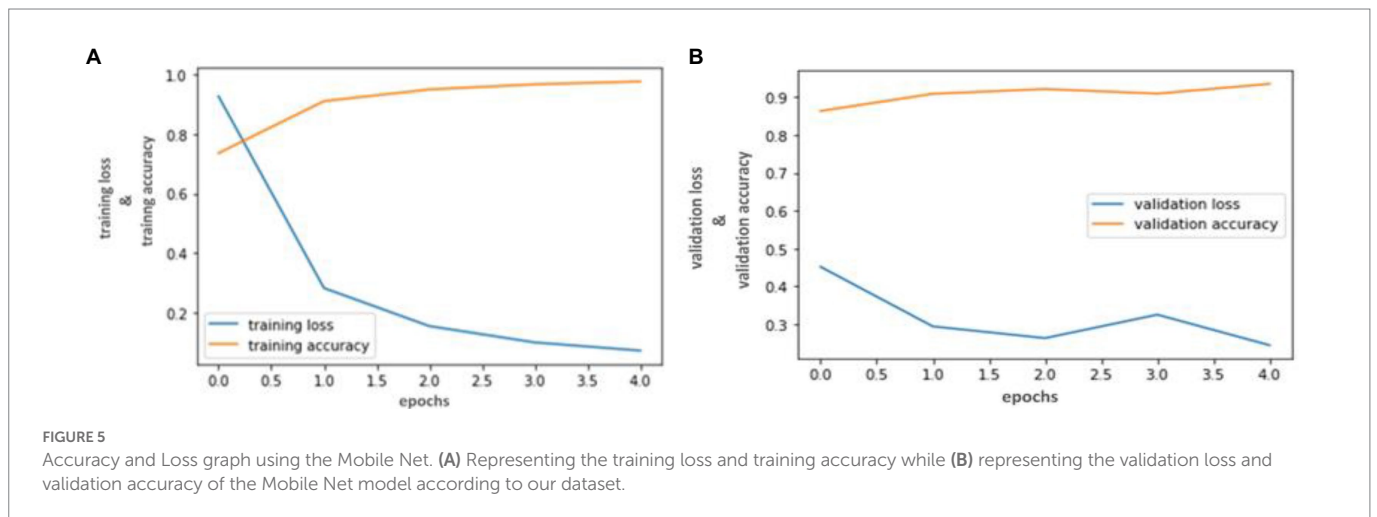 A
training loss
&
trainng accuracy
1.0
0.8
0.6
0.4
0.2
training loss
training accuracy
0.0 0.5 1.0 1.5 2.0 2.5 3.0 3.5 4.0
epochs
B
validation loss
&
validation accuracy
0.9
0.8
0.7
0.6
0.5
0.4
0.3
validation loss
validation accuracy
0.0 0.5 1.0 1.5 2.0 2.5 3.0 3.5 4.0
epochs
FIGURE 5
Accuracy and Loss graph using the Mobile Net. (A) Representing the training loss and training accuracy while (B) representing the validation loss and
validation accuracy of the Mobile Net model according to our dataset.